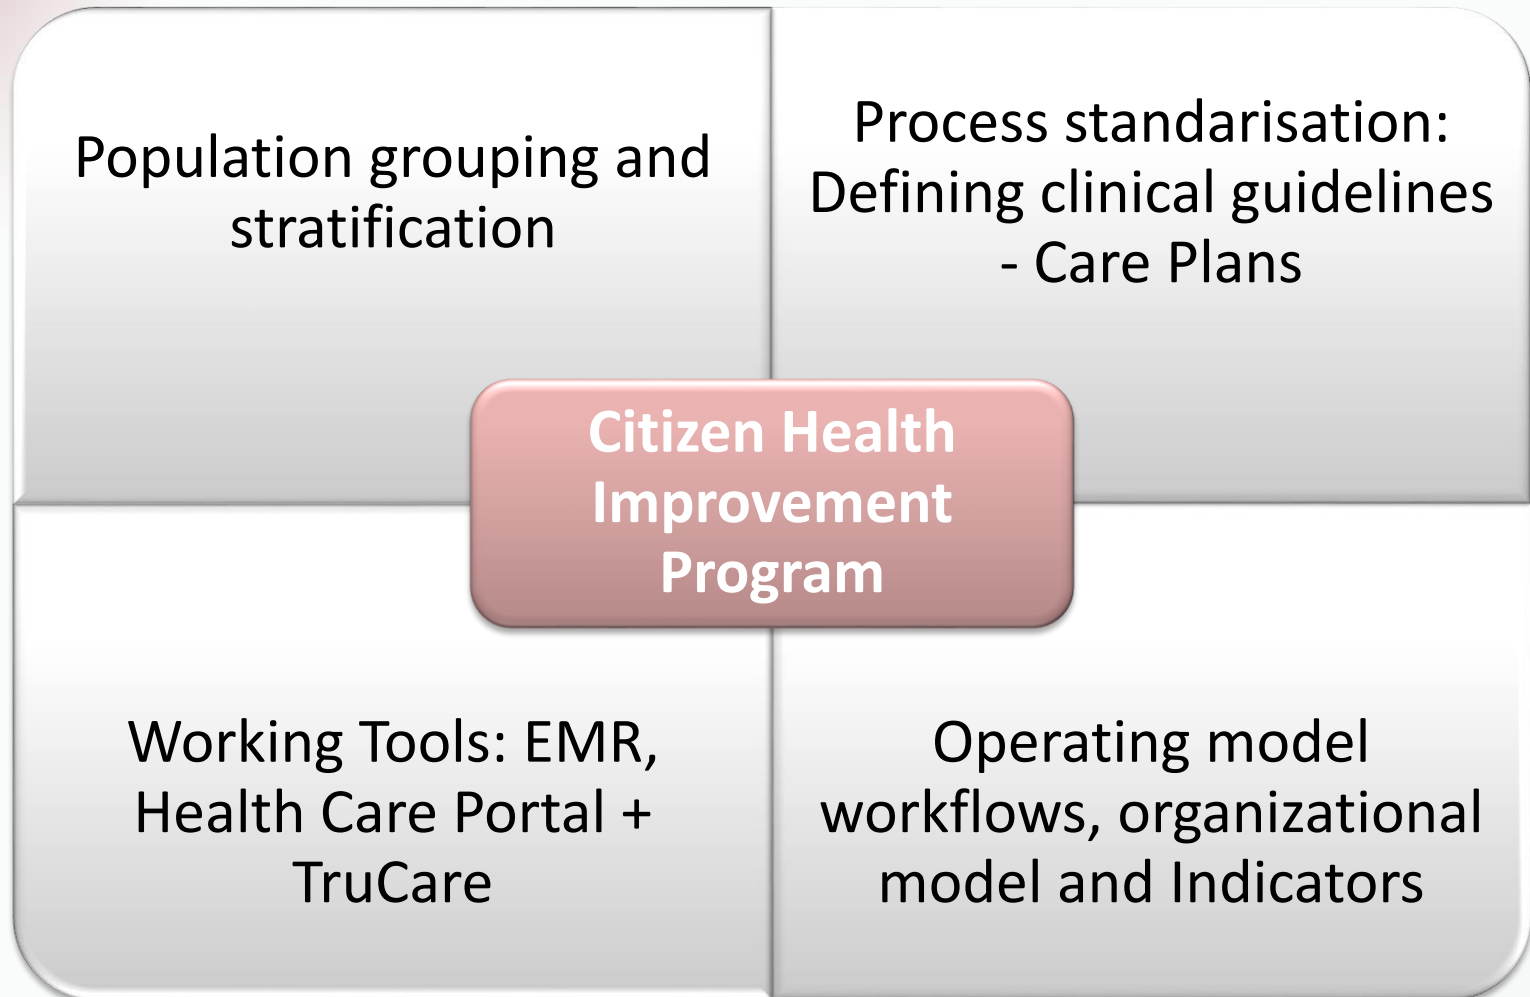 Population grouping and
stratification
Process standarisation:
Defining clinical guidelines
- Care Plans
Citizen Health
Improvement
Program
Working Tools: EMR,
Health Care Portal +
TruCare
Operating model
workflows, organizational
model and Indicators